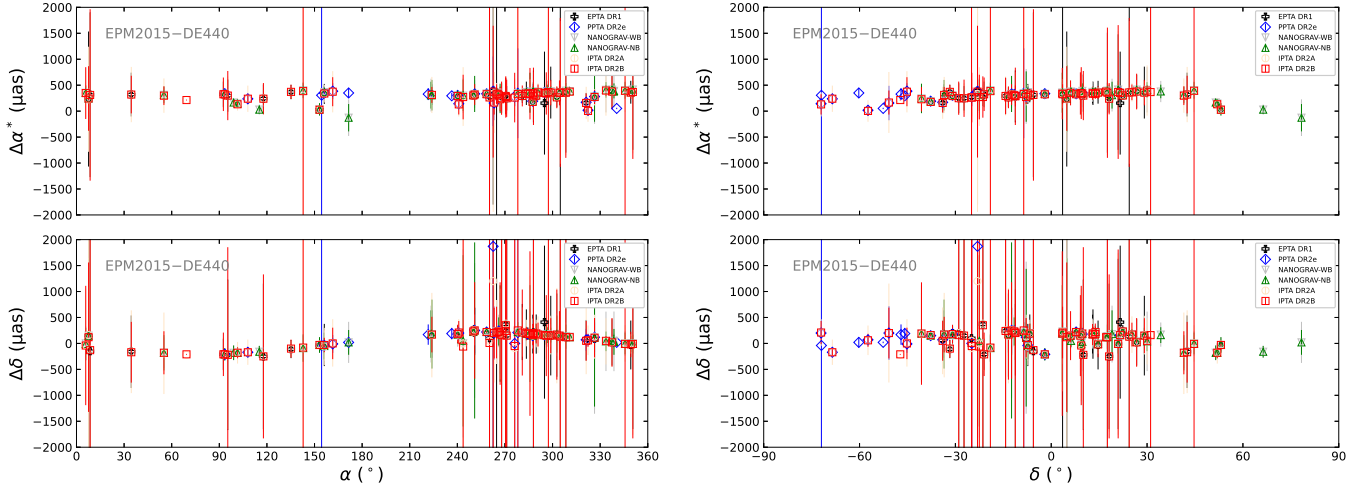 2000
1500
1000
500
0
−500
−1000
−1500
−2000
Δα* (μas)
EPM2015−DE440
EPTA DR1
PPTA DR2e
NANOGRAV-WB
NANOGRAV-NB
IPTA DR2A
IPTA DR2B
2000
1500
1000
500
0
−500
−1000
−1500
−2000
Δα* (μas)
EPM2015−DE440
EPTA DR1
PPTA DR2e
NANOGRAV-WB
NANOGRAV-NB
IPTA DR2A
IPTA DR2B
2000
1500
1000
500
0
−500
−1000
−1500
−2000
Δδ (μas)
EPM2015−DE440
EPTA DR1
PPTA DR2e
NANOGRAV-WB
NANOGRAV-NB
IPTA DR2A
IPTA DR2B
0 30 60 90 120 150 180 210 240 270 300 330 360
α (°)
2000
1500
1000
500
0
−500
−1000
−1500
−2000
Δδ (μas)
EPM2015−DE440
EPTA DR1
PPTA DR2e
NANOGRAV-WB
NANOGRAV-NB
IPTA DR2A
IPTA DR2B
−90 −60 −30 0 30 60 90
δ (°)